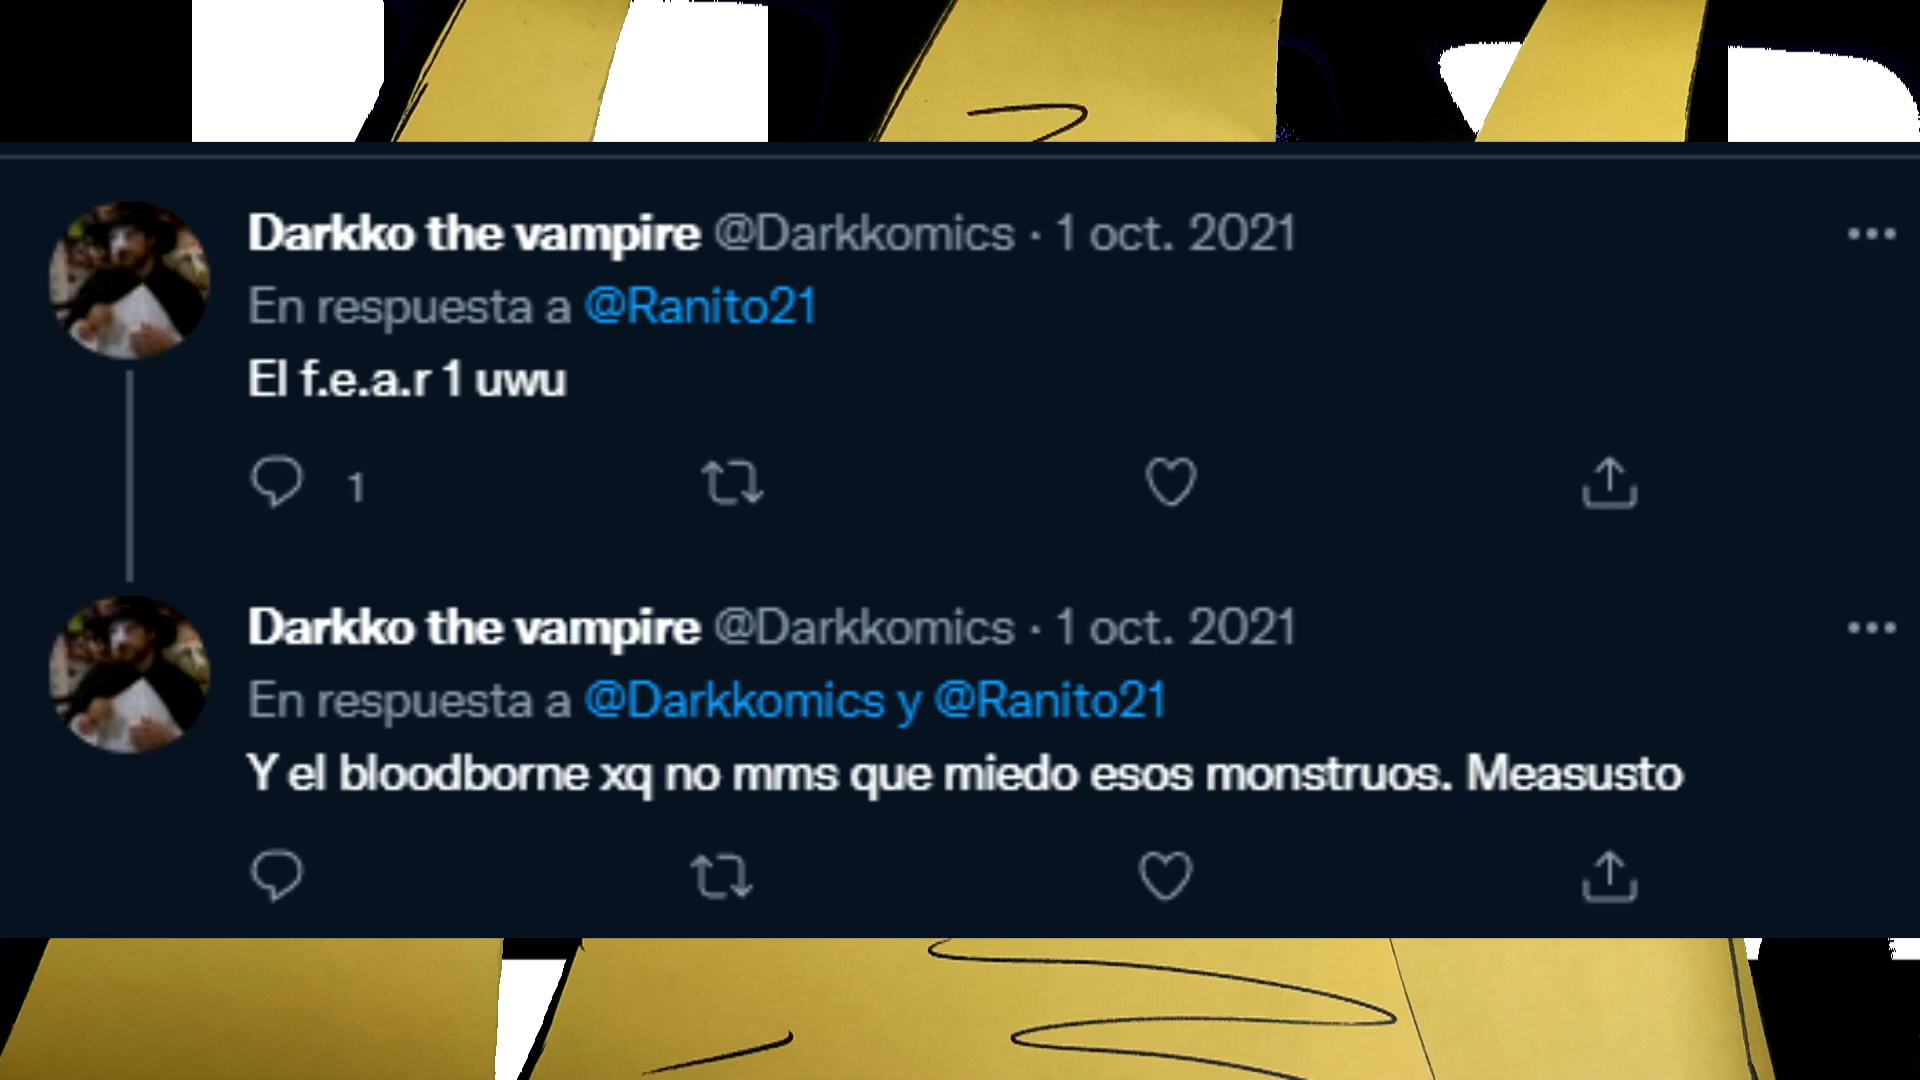 Darkko the vampire @Darkkomics · 1 oct. 2021
En respuesta a @Ranito21
El f.e.a.r 1 uwu
1
Darkko the vampire @Darkkomics · 1 oct. 2021
En respuesta a @Darkkomics y @Ranito21
Y el bloodborne xq no mms que miedo esos monstruos. Measusto